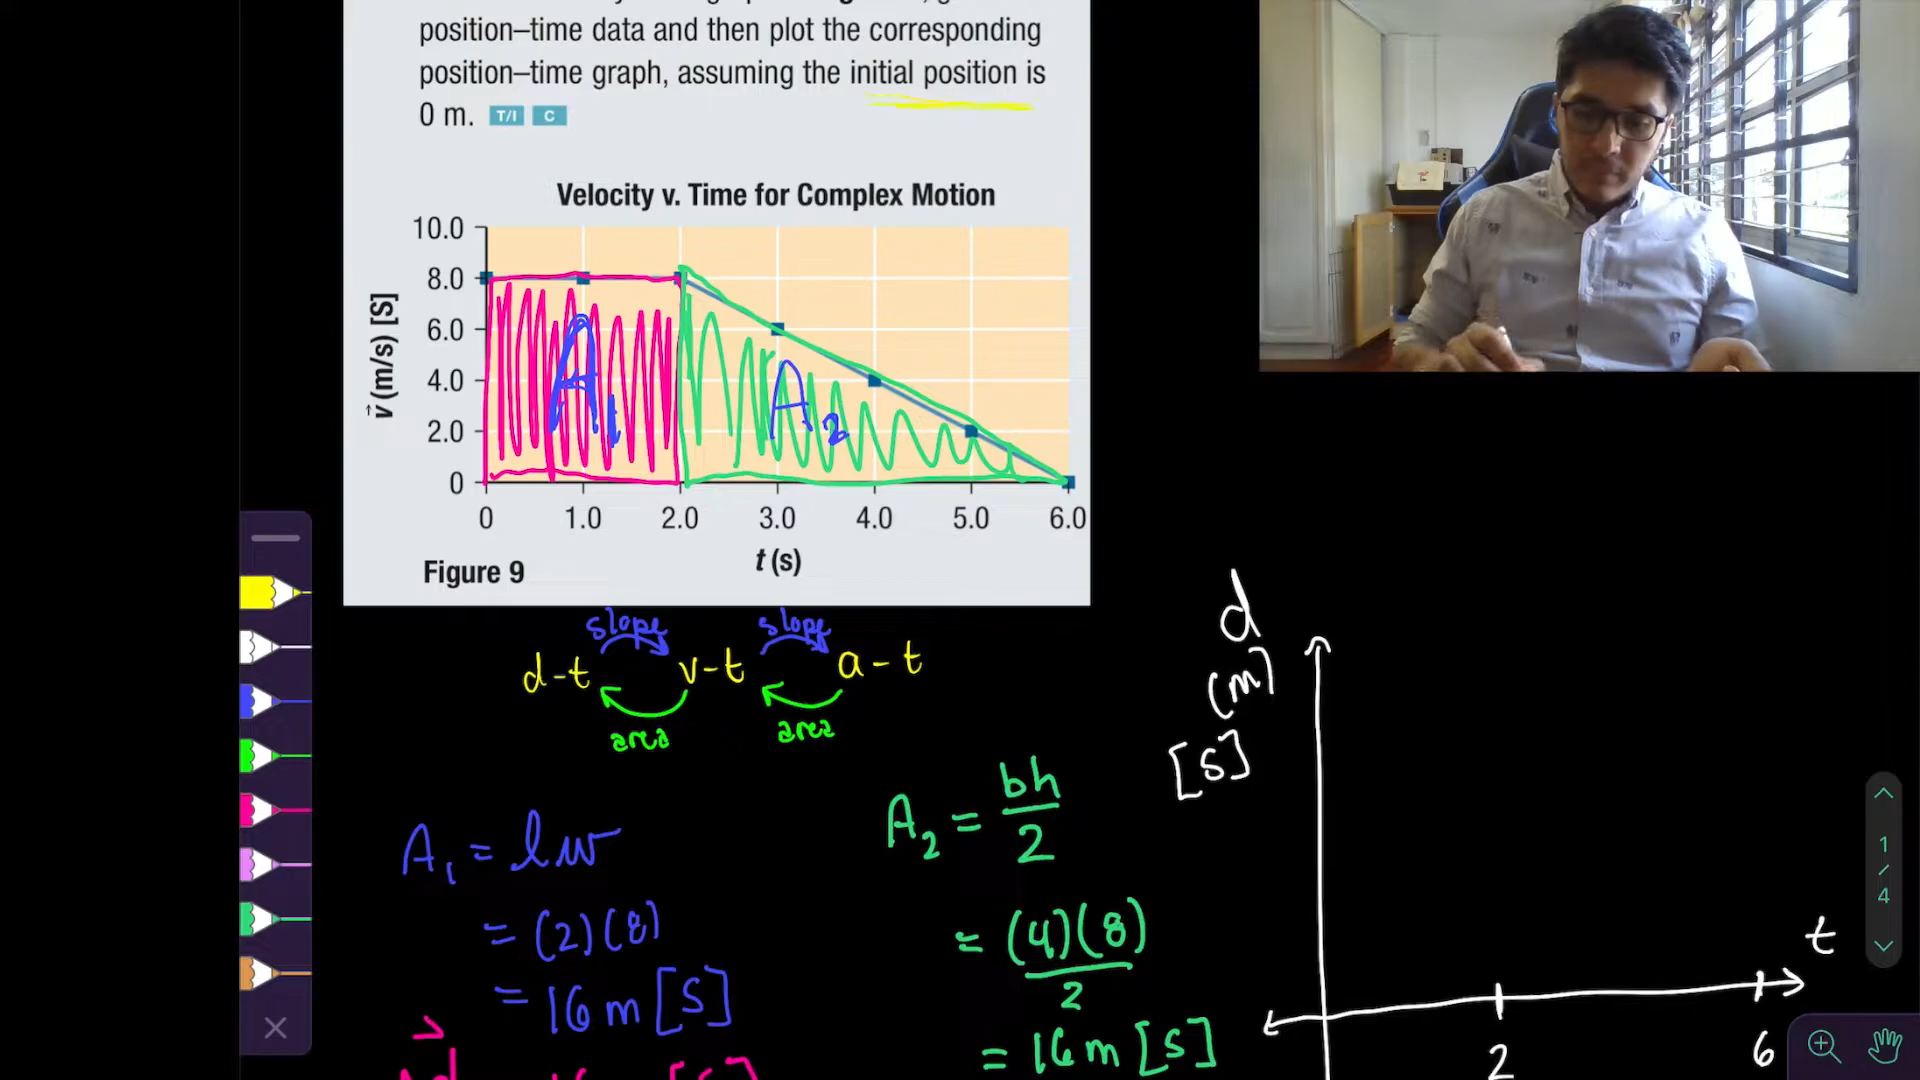 position–time data and then plot the corresponding
position–time graph, assuming the initial position is
0 m. T/I C
Velocity v. Time for Complex Motion
10.0
8.0
6.0
4.0
2.0
0
v (m/s) [S]
0 1.0 2.0 3.0 4.0 5.0 6.0
t (s)
Figure 9
A1
A2
slope slope
d-t v-t a-t
area area
A1 = lw
= (2)(8)
= 16 m [S]
A2 = bh
2
= (4)(8)
2
= 16 m [S]
d
(m)
[S]
t
2 6
1
/
4